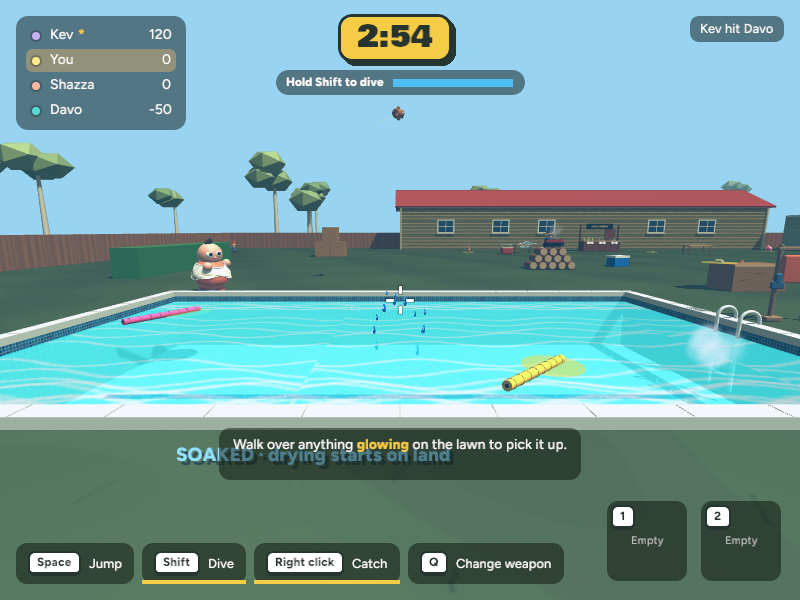 Kev * 120
You 0
Shazza 0
Davo -50
2:54
Hold Shift to dive
Kev hit Davo
Walk over anything glowing on the lawn to pick it up.
SOAKED · drying starts on land
Space Jump
Shift Dive
Right click Catch
Q Change weapon
1
Empty
2
Empty